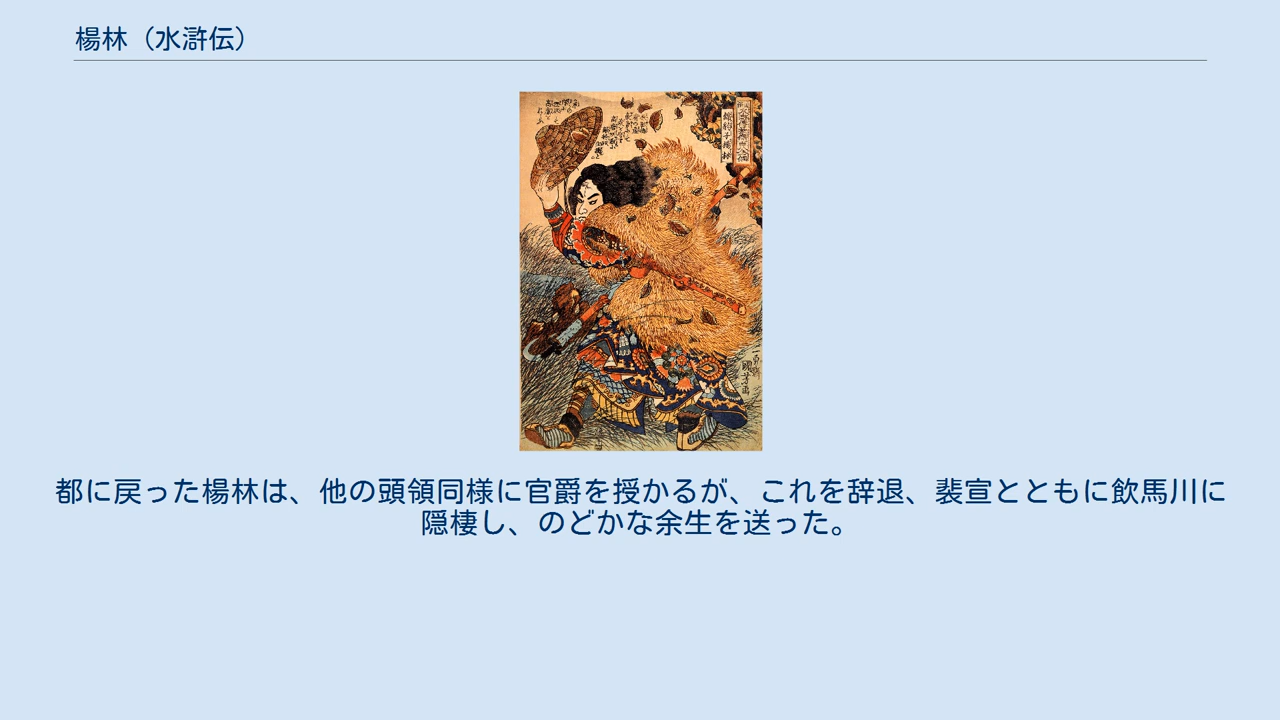 楊林（水滸伝）
都に戻った楊林は、他の頭領同様に官爵を授かるが、これを辞退、裴宣とともに飲馬川に
隠棲し、のどかな余生を送った。